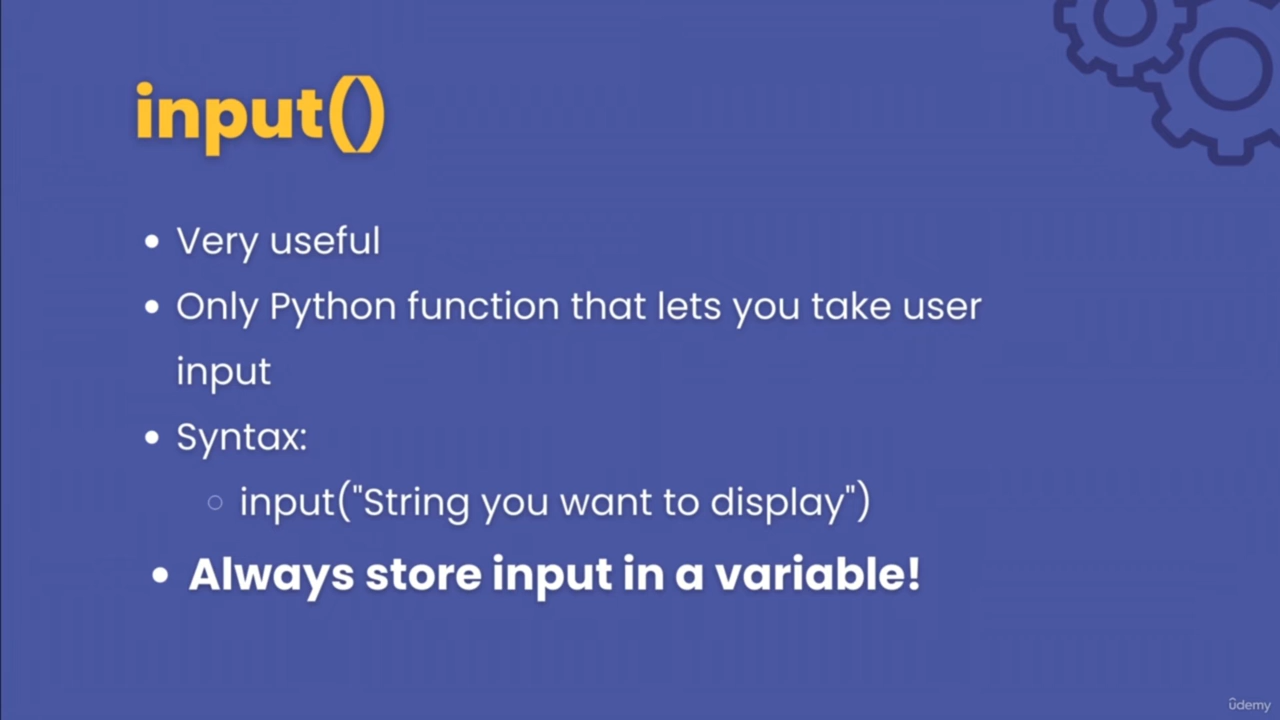 input()
• Very useful
• Only Python function that lets you take user
input
• Syntax:
○ input("String you want to display")
• Always store input in a variable!
ûdemy